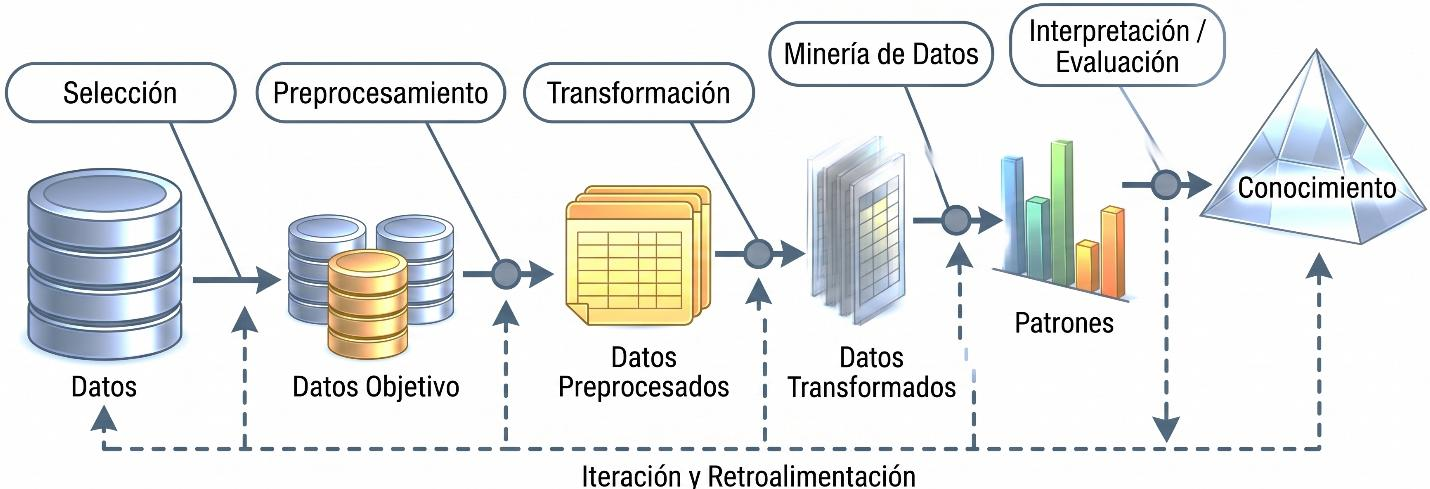 Selección
Preprocesamiento
Transformación
Minería de Datos
Interpretación /
Evaluación
Datos
Datos Objetivo
Datos
Preprocesados
Datos
Transformados
Patrones
Conocimiento
Iteración y Retroalimentación